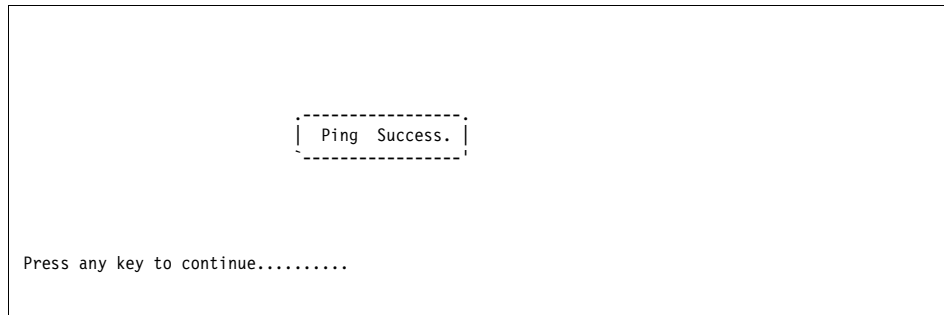 Ping Success.
Press any key to continue..........